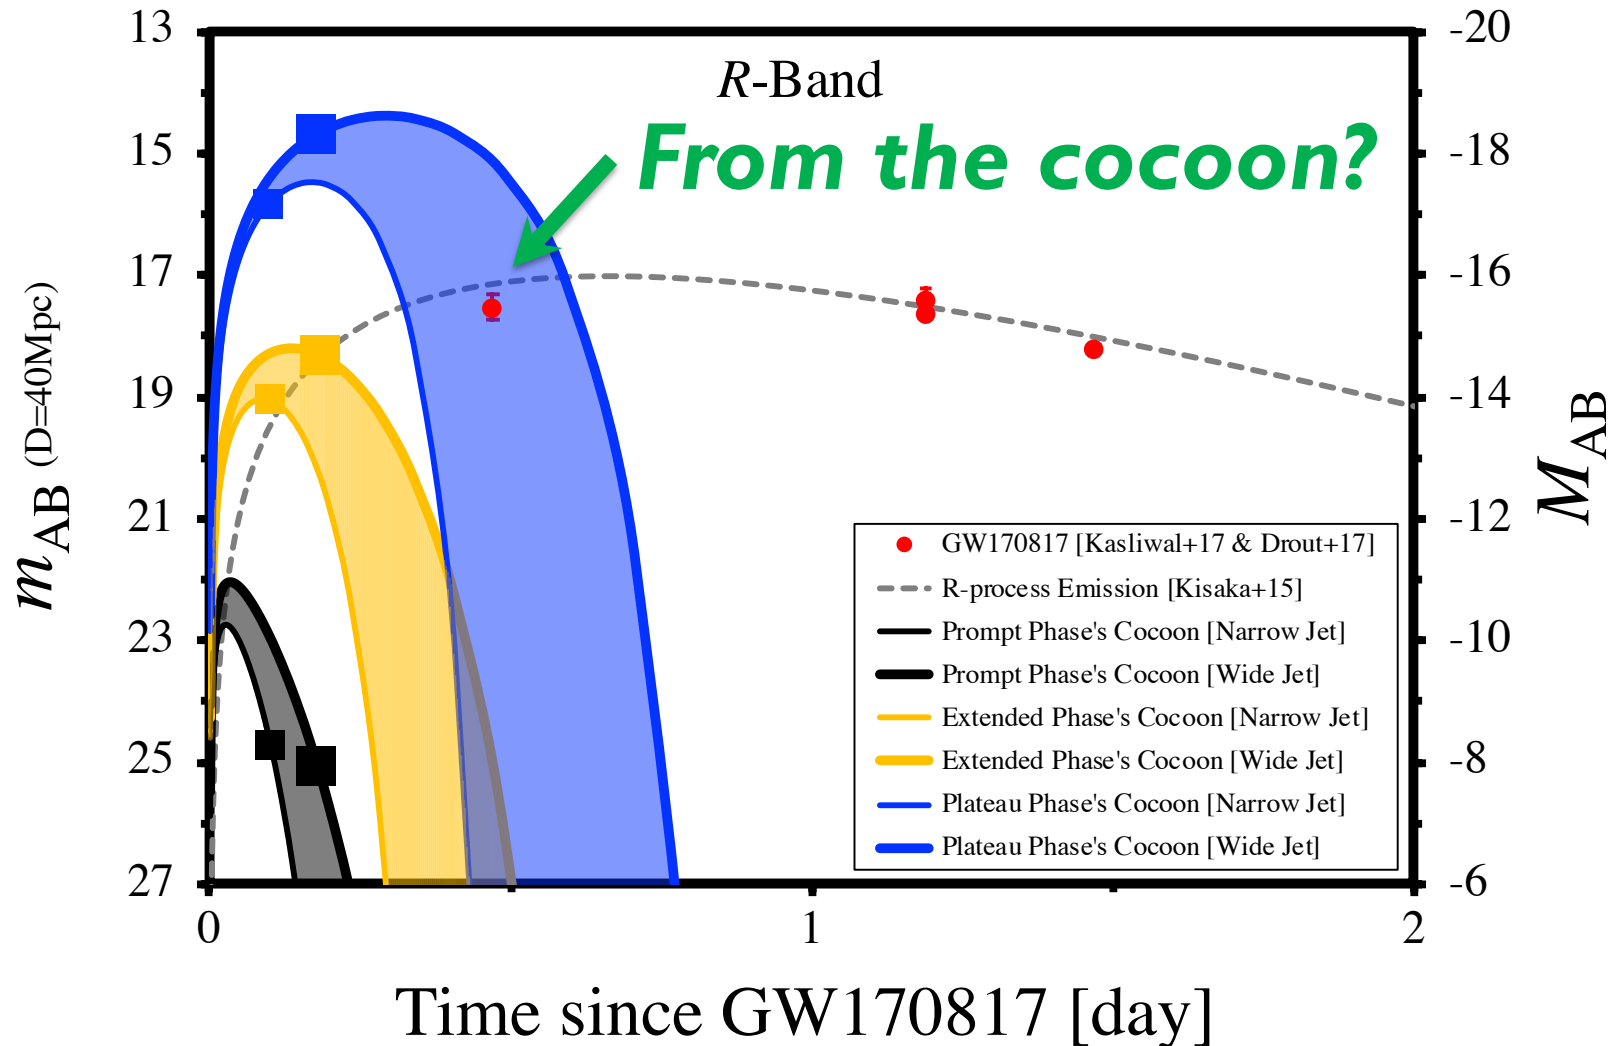 R-Band
From the cocoon?
13
15
17
19
21
23
25
27
-20
-18
-16
-14
-12
-10
-8
-6
mAB (D=40Mpc)
MAB
GW170817 [Kasliwal+17 & Drout+17]
R-process Emission [Kisaka+15]
Prompt Phase's Cocoon [Narrow Jet]
Prompt Phase's Cocoon [Wide Jet]
Extended Phase's Cocoon [Narrow Jet]
Extended Phase's Cocoon [Wide Jet]
Plateau Phase's Cocoon [Narrow Jet]
Plateau Phase's Cocoon [Wide Jet]
0
1
2
Time since GW170817 [day]